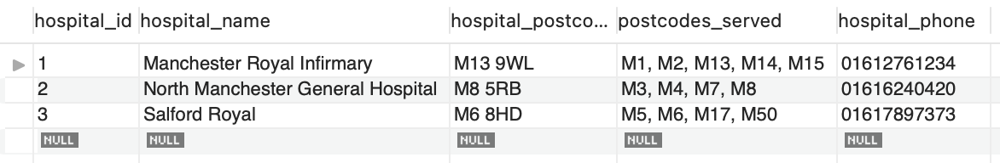 hospital_id hospital_name hospital_postco... postcodes_served hospital_phone
1 Manchester Royal Infirmary M13 9WL M1, M2, M13, M14, M15 01612761234
2 North Manchester General Hospital M8 5RB M3, M4, M7, M8 01616240420
3 Salford Royal M6 8HD M5, M6, M17, M50 01617897373
NULL NULL NULL NULL NULL